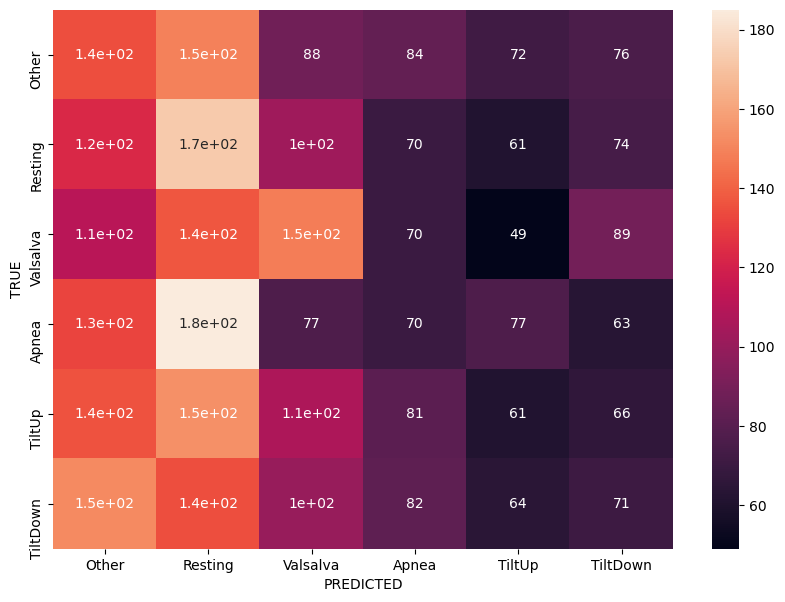 Other 1.4e+02 1.5e+02 88 84 72 76
Resting 1.2e+02 1.7e+02 1e+02 70 61 74
Valsalva 1.1e+02 1.4e+02 1.5e+02 70 49 89
Apnea 1.3e+02 1.8e+02 77 70 77 63
TiltUp 1.4e+02 1.5e+02 1.1e+02 81 61 66
TiltDown 1.5e+02 1.4e+02 1e+02 82 64 71
TRUE
Other Resting Valsalva Apnea TiltUp TiltDown
PREDICTED
180
160
140
120
100
80
60